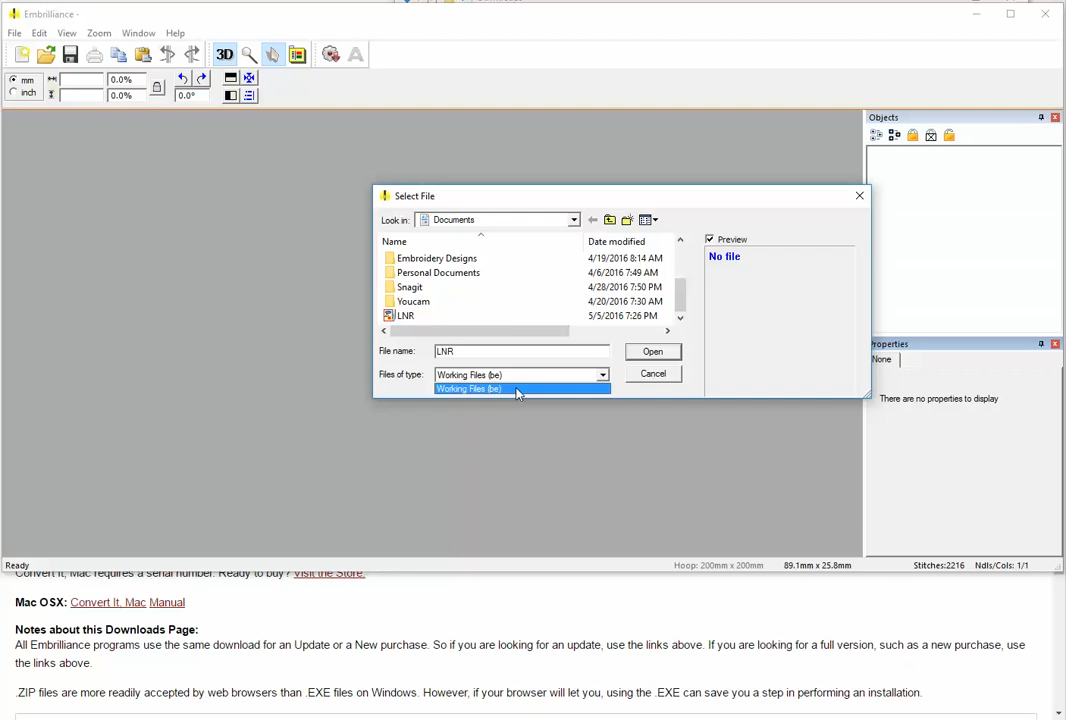 Embrilliance -
File Edit View Zoom Window Help
3D A
mm 0.0%
inch 0.0% 0.0°
Objects
Select File
Look in: Documents
Name Date modified Preview
No file
Embroidery Designs 4/19/2016 8:14 AM
Personal Documents 4/6/2016 7:49 AM
Snagit 4/28/2016 7:50 PM
Youcam 4/20/2016 7:30 AM
LNR 5/5/2016 7:26 PM
File name: LNR Open
Files of type: Working Files (be) Cancel
Working Files (be)
Properties
None
There are no properties to display
Ready Hoop: 200mm x 200mm 89.1mm x 25.8mm Stitches:2216 Ndls/Cols: 1/1
Convert It, Mac requires a serial number. Ready to buy? Visit the Store.
Mac OSX: Convert It, Mac Manual
Notes about this Downloads Page:
All Embrilliance programs use the same download for an Update or a New purchase. So if you are looking for an update, use the links above. If you are looking for a full version, such as a new purchase, use
the links above.
.ZIP files are more readily accepted by web browsers than .EXE files on Windows. However, if your browser will let you, using the .EXE can save you a step in performing an installation.